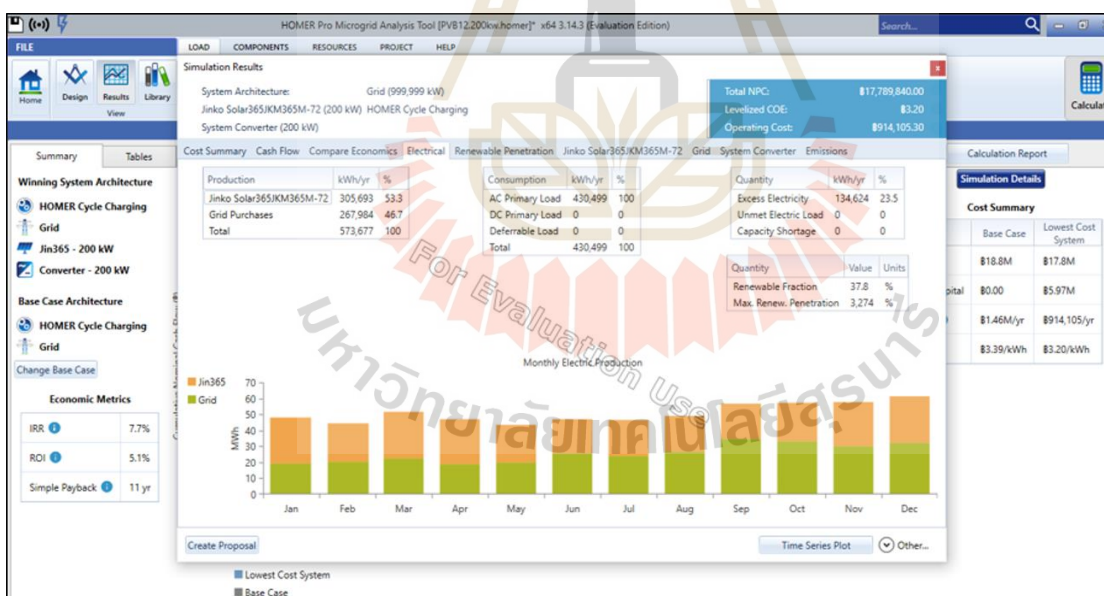 HOMER Pro Microgrid Analysis Tool [PVB12.200kw.homer]* x64 3.14.3 (Evaluation Edition)
Search...
FILE
LOAD COMPONENTS RESOURCES PROJECT HELP
Home
Design
Results
Library
View
Calculat
Simulation Results
System Architecture: Grid (999,999 kW)
Jinko Solar365JKM365M-72 (200 kW) HOMER Cycle Charging
System Converter (200 kW)
Total NPC: ฿17,789,840.00
Levelized COE: ฿3.20
Operating Cost: ฿914,105.30
Cost Summary Cash Flow Compare Economics Electrical Renewable Penetration Jinko Solar365JKM365M-72 Grid System Converter Emissions
Production kWh/yr %
Jinko Solar365JKM365M-72 305,693 53.3
Grid Purchases 267,984 46.7
Total 573,677 100
Consumption kWh/yr %
AC Primary Load 430,499 100
DC Primary Load 0 0
Deferrable Load 0 0
Total 430,499 100
Quantity kWh/yr %
Excess Electricity 134,624 23.5
Unmet Electric Load 0 0
Capacity Shortage 0 0
Quantity Value Units
Renewable Fraction 37.8 %
Max. Renew. Penetration 3,274 %
For Evaluation Use
มหาวิทยาลัยเทคโนโลยีสุรนารี
Monthly Electric Production
Jin365
Grid
MWh
70
60
50
40
30
20
10
0
Jan Feb Mar Apr May Jun Jul Aug Sep Oct Nov Dec
Create Proposal
Time Series Plot
Other...
Summary Tables
Winning System Architecture
HOMER Cycle Charging
Grid
Jin365 - 200 kW
Converter - 200 kW
Base Case Architecture
HOMER Cycle Charging
Grid
Change Base Case
Economic Metrics
IRR 7.7%
ROI 5.1%
Simple Payback 11 yr
Calculation Report
Simulation Details
Cost Summary
Base Case Lowest Cost System
฿18.8M ฿17.8M
pital ฿0.00 ฿5.97M
฿1.46M/yr ฿914,105/yr
฿3.39/kWh ฿3.20/kWh
Lowest Cost System
Base Case